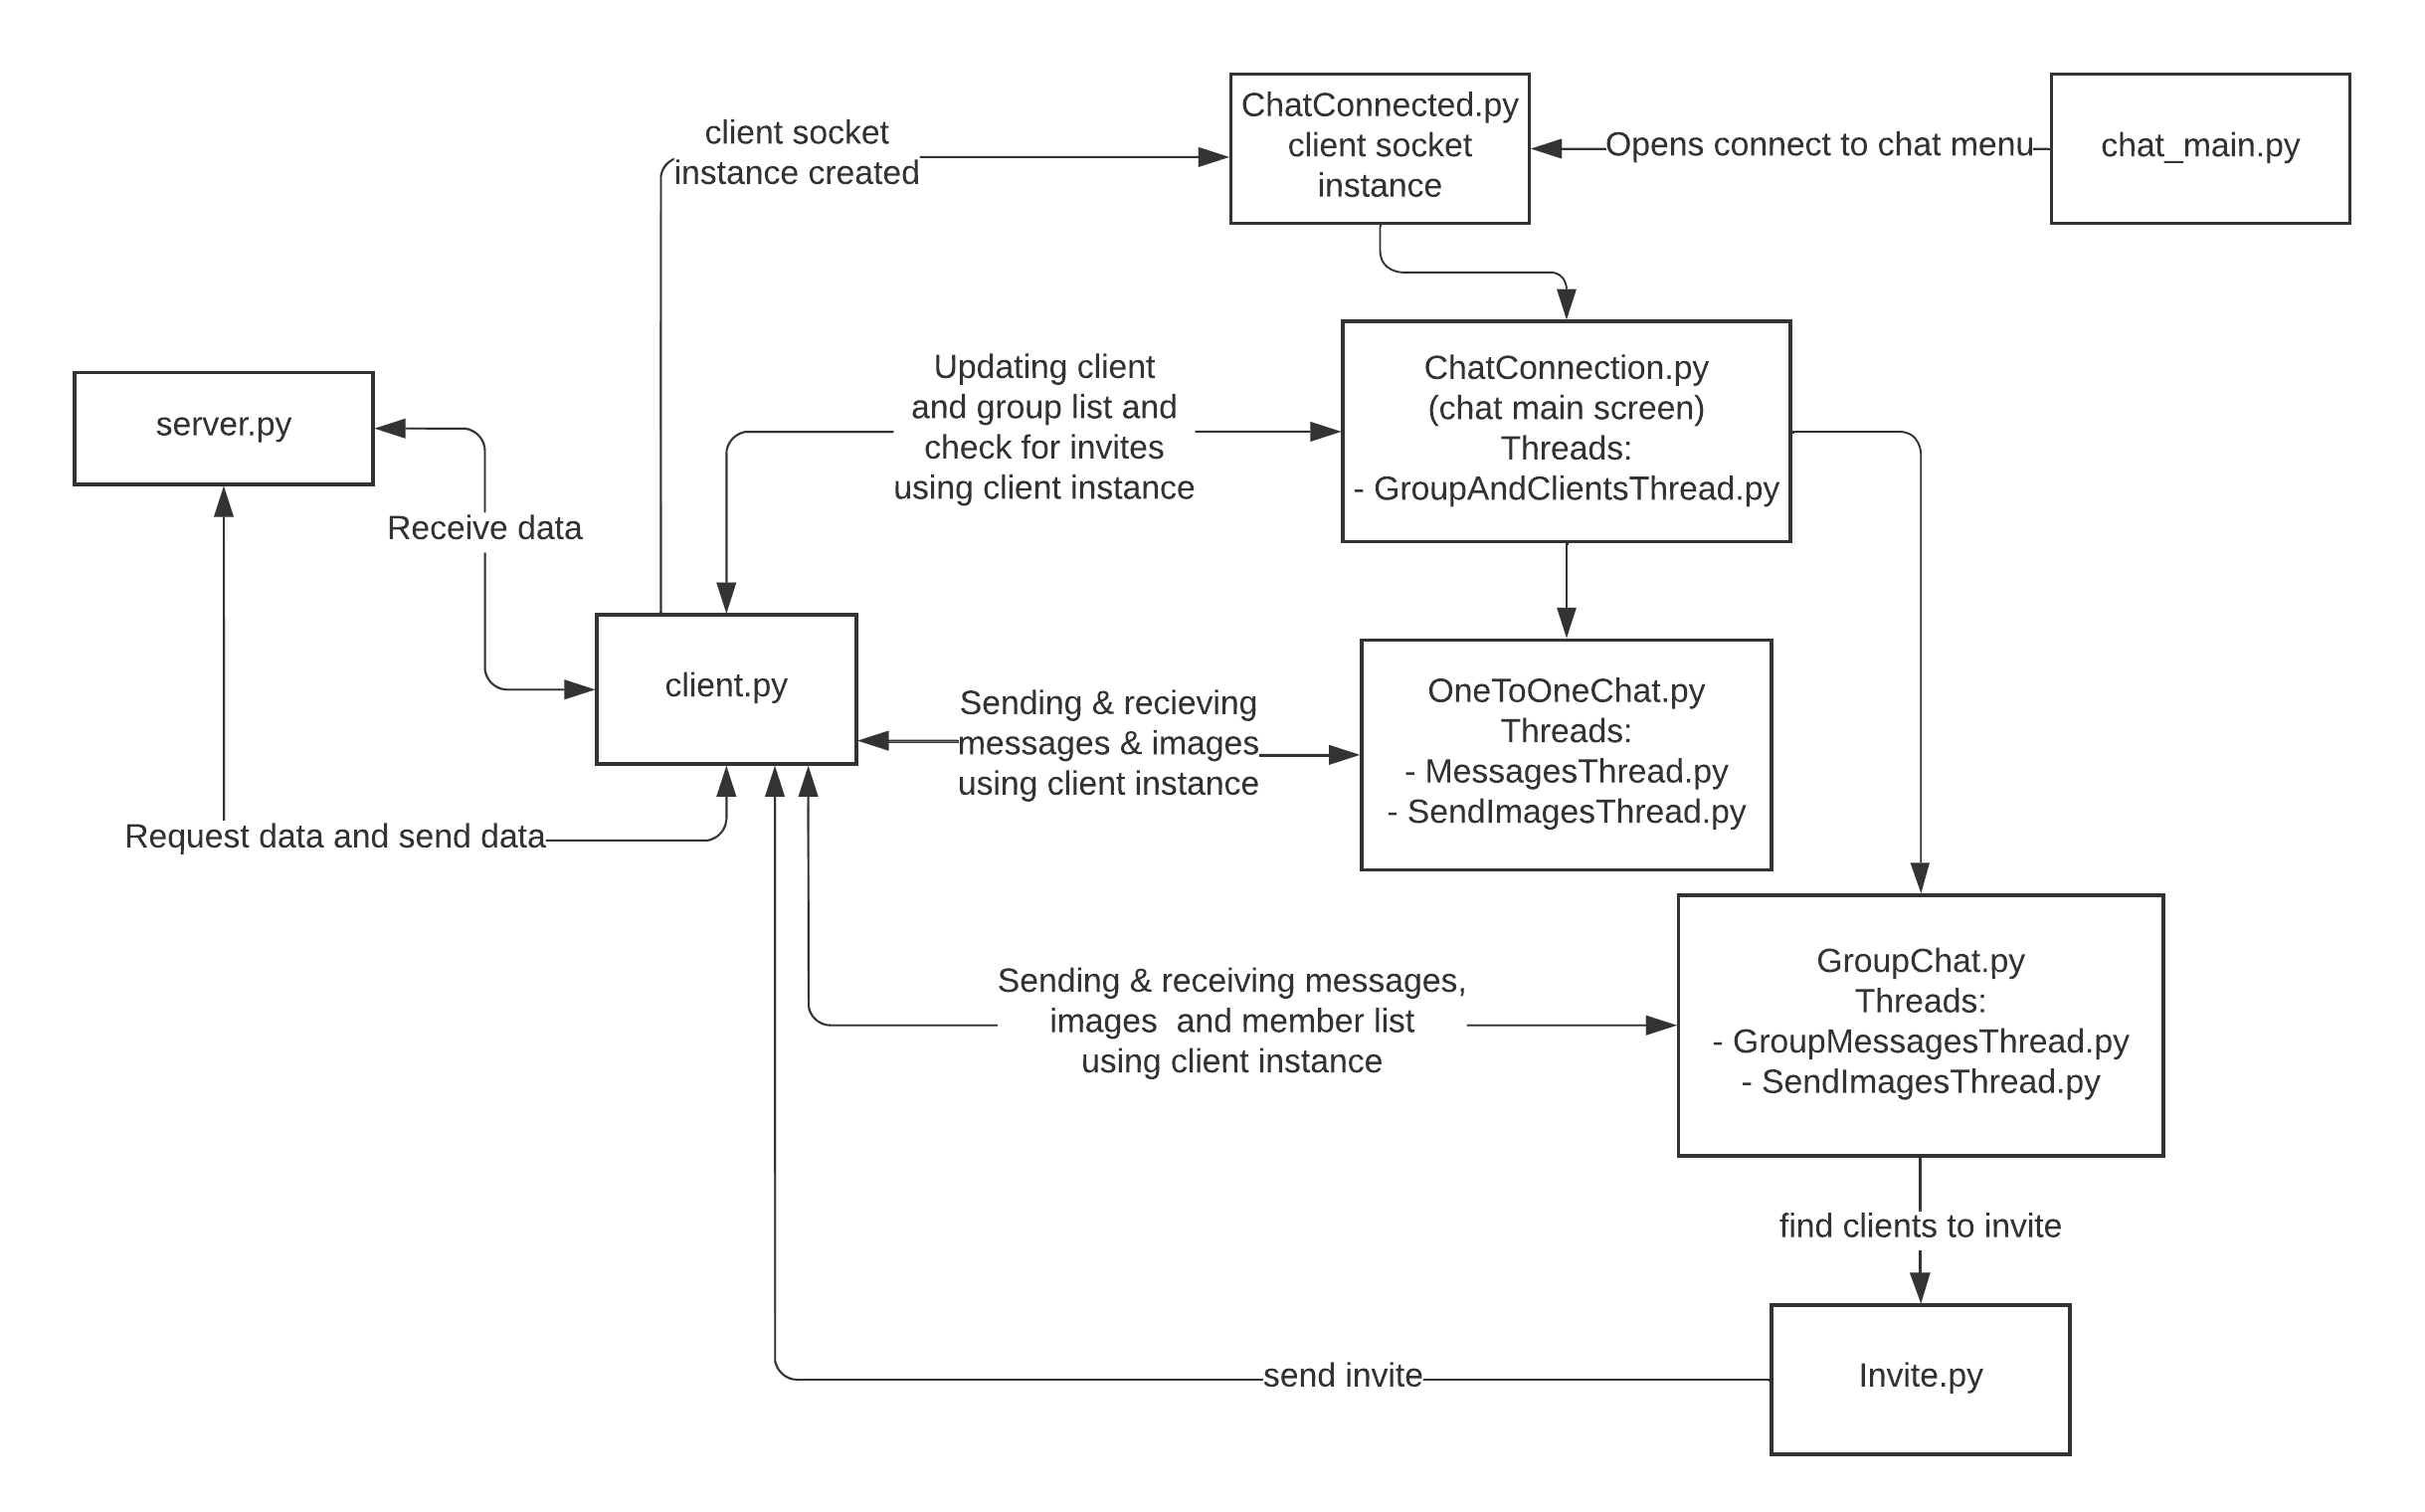 client socket
instance created
ChatConnected.py
client socket
instance
Opens connect to chat menu
chat_main.py
server.py
Receive data
Updating client
and group list and
check for invites
using client instance
ChatConnection.py
(chat main screen)
Threads:
- GroupAndClientsThread.py
client.py
Sending & recieving
messages & images
using client instance
OneToOneChat.py
Threads:
- MessagesThread.py
- SendImagesThread.py
Request data and send data
Sending & receiving messages,
images  and member list
using client instance
GroupChat.py
Threads:
- GroupMessagesThread.py
- SendImagesThread.py
find clients to invite
send invite
Invite.py